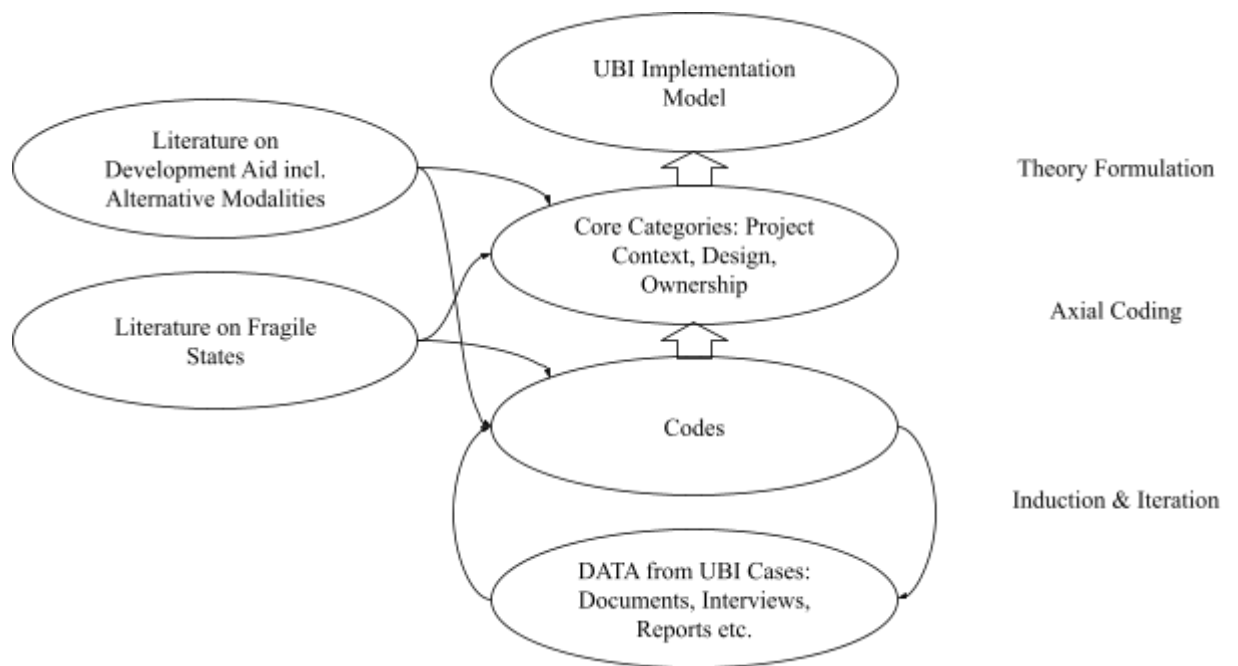 UBI Implementation
Model
Literature on
Development Aid incl.
Alternative Modalities
Theory Formulation
Core Categories: Project
Context, Design,
Ownership
Literature on Fragile
States
Axial Coding
Codes
Induction & Iteration
DATA from UBI Cases:
Documents, Interviews,
Reports etc.